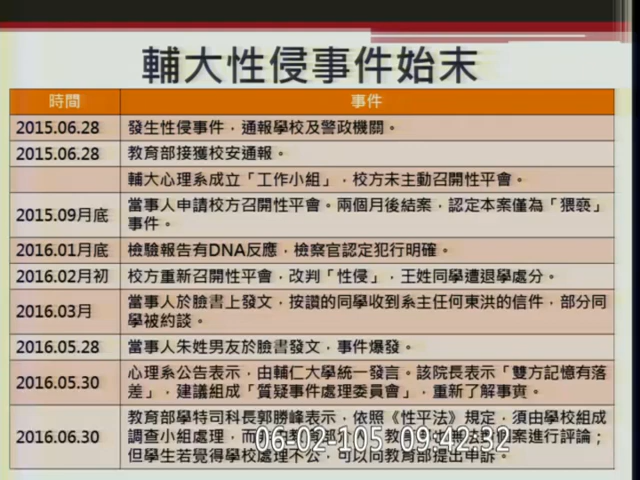 輔大性侵事件始末
時間 事件
2015.06.28 發生性侵事件，通報學校及警政機關。
2015.06.28 教育部接獲校安通報。
輔大心理系成立「工作小組」，校方未主動召開性平會。
2015.09月底 當事人申請校方召開性平會。兩個月後結案，認定本案僅為「猥褻」
事件。
2016.01月底 檢驗報告有DNA反應，檢察官認定犯行明確。
2016.02月初 校方重新召開性平會，改判「性侵」，王姓同學遭退學處分。
2016.03月 當事人於臉書上發文，按讚的同學收到系主任何東洪的信件，部分同
學被約談。
2016.05.28 當事人朱姓男友於臉書發文，事件爆發。
2016.05.30 心理系公告表示，由輔仁大學統一發言。該院長表示「雙方記憶有落
差」，建議組成「質疑事件處理委員會」，重新了解事實。
2016.06.30 教育部學特司科長郭勝峰表示，依照《性平法》規定，須由學校組成
調查小組處理，而 個案進行評論；
但學生若覺得學校處理不公，可以向教育部提出申訴。
06-02-105 09:42:32